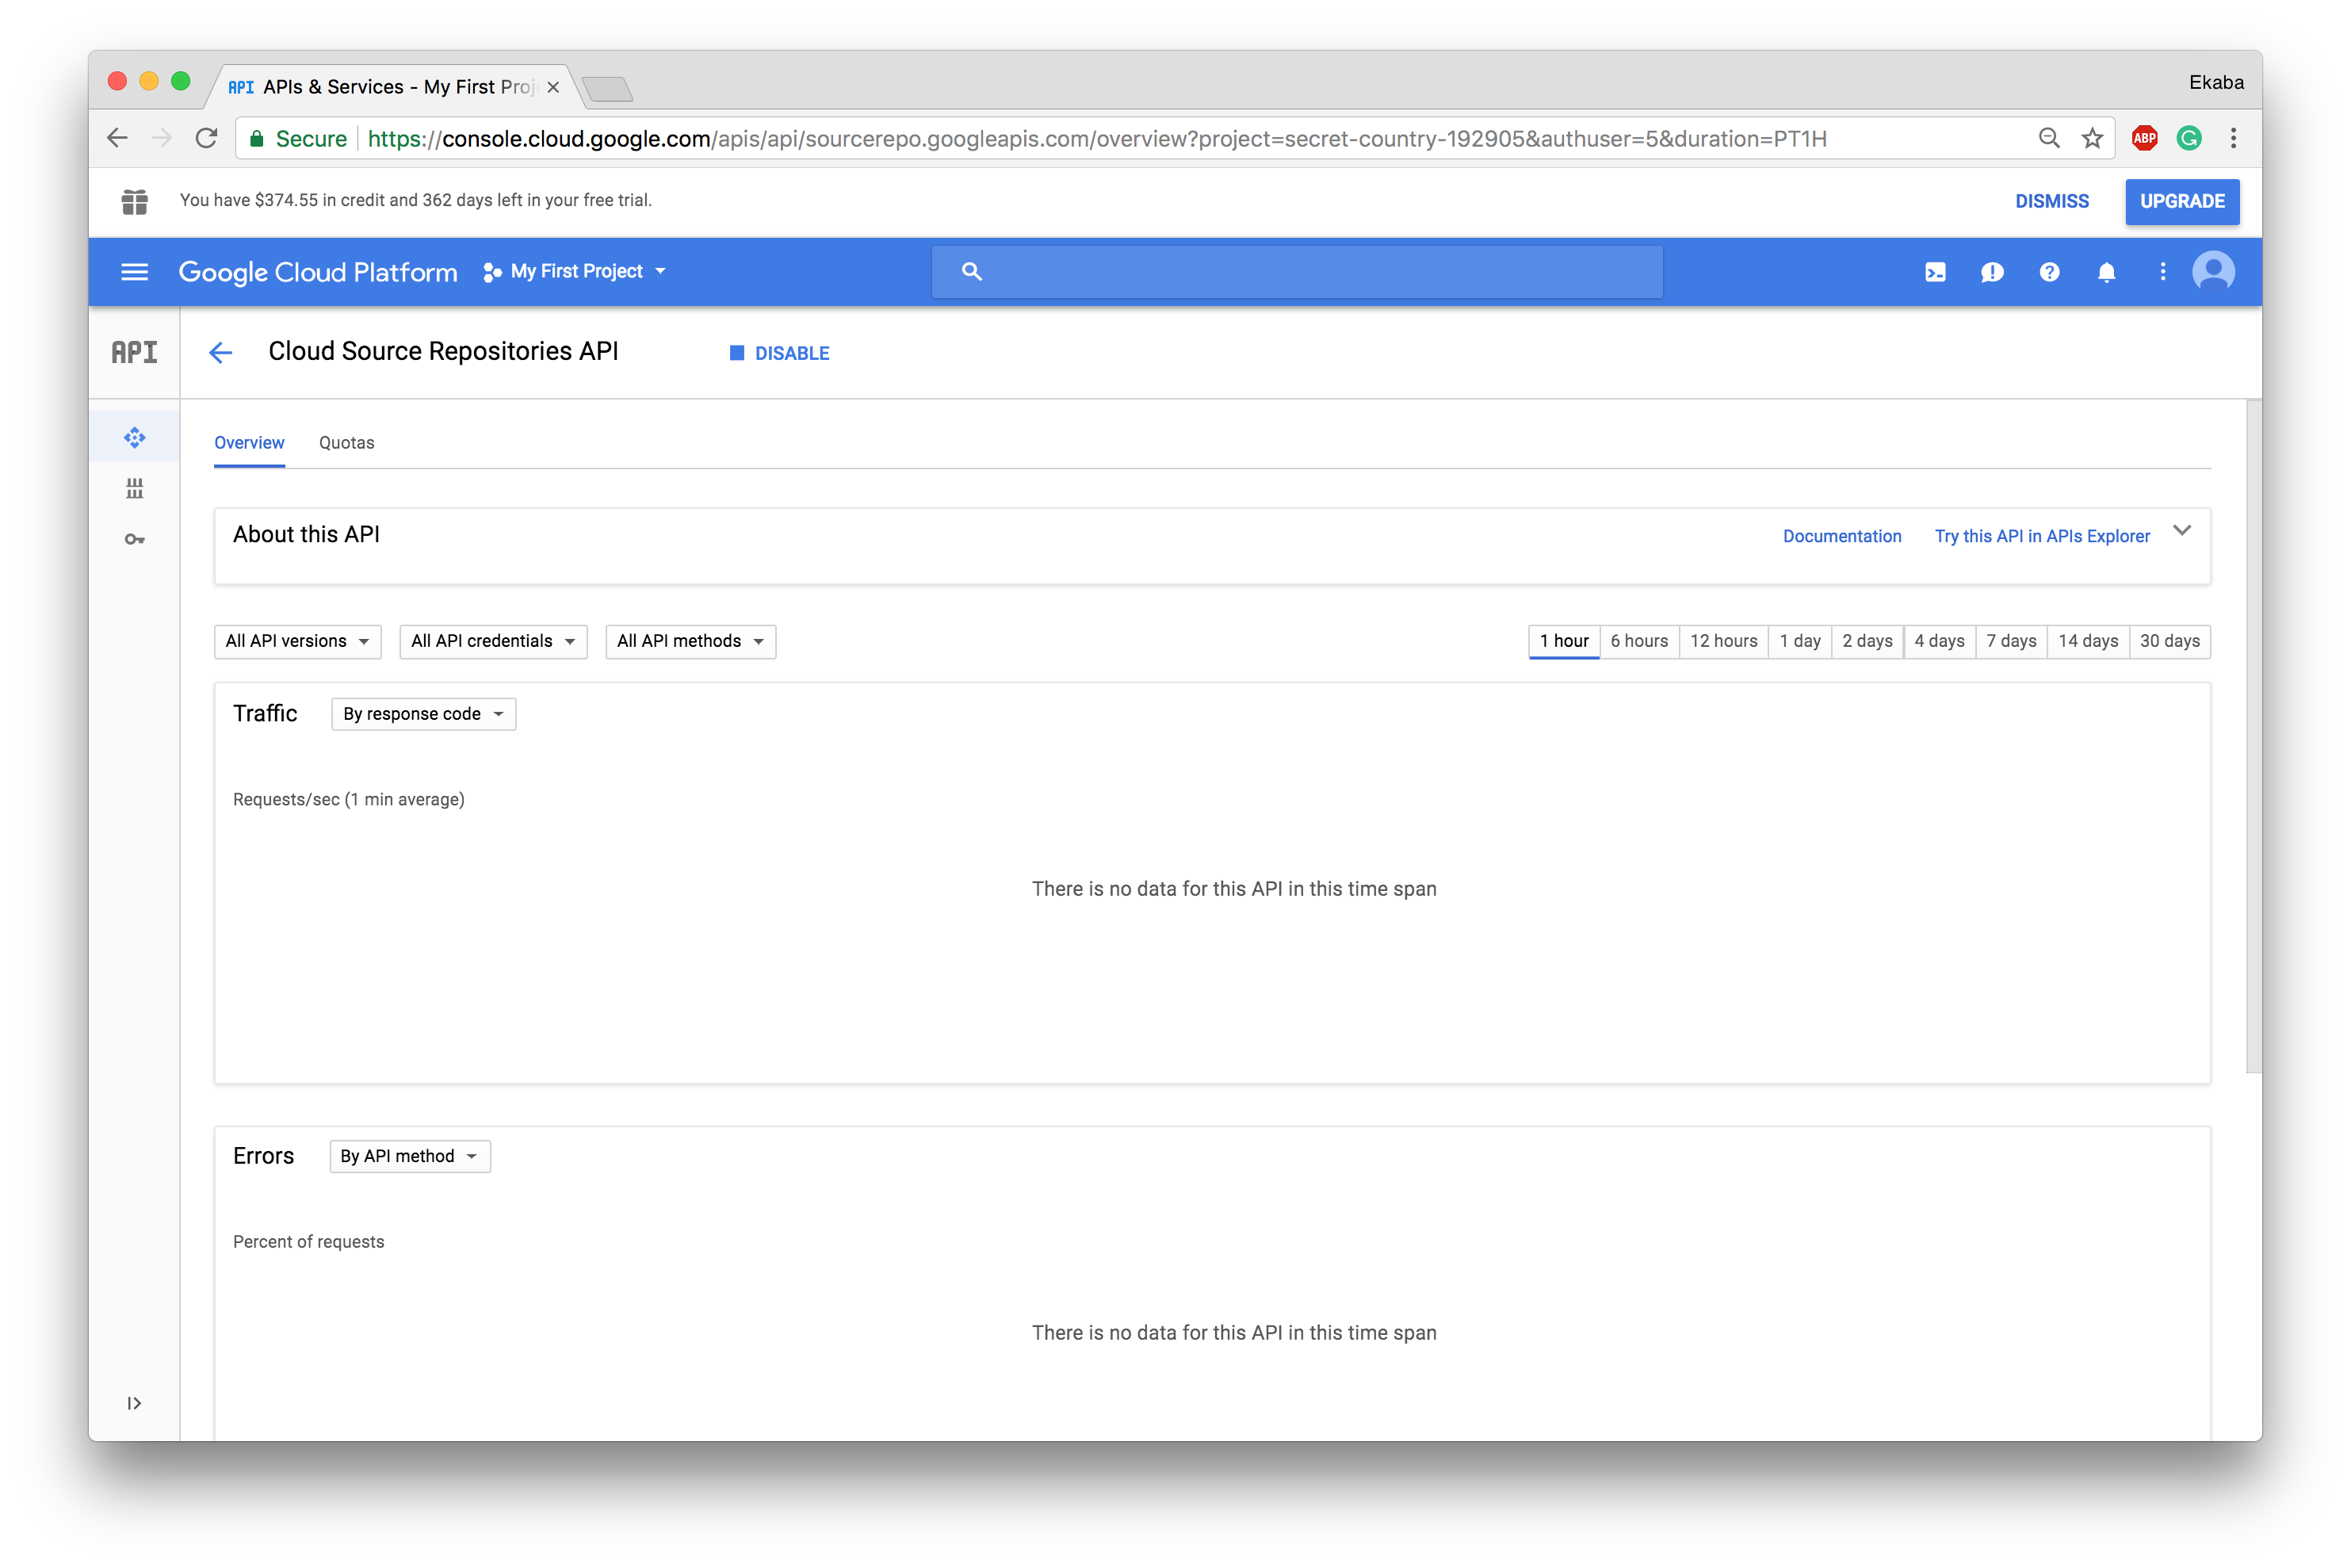 API APIs & Services - My First Proj
Ekaba
Secure https://console.cloud.google.com/apis/api/sourcerepo.googleapis.com/overview?project=secret-country-192905&authuser=5&duration=PT1H
ABP
G
You have $374.55 in credit and 362 days left in your free trial.
DISMISS UPGRADE
Google Cloud Platform My First Project
API Cloud Source Repositories API DISABLE
Overview Quotas
About this API Documentation Try this API in APIs Explorer
All API versions All API credentials All API methods 1 hour 6 hours 12 hours 1 day 2 days 4 days 7 days 14 days 30 days
Traffic By response code
Requests/sec (1 min average)
There is no data for this API in this time span
Errors By API method
Percent of requests
There is no data for this API in this time span